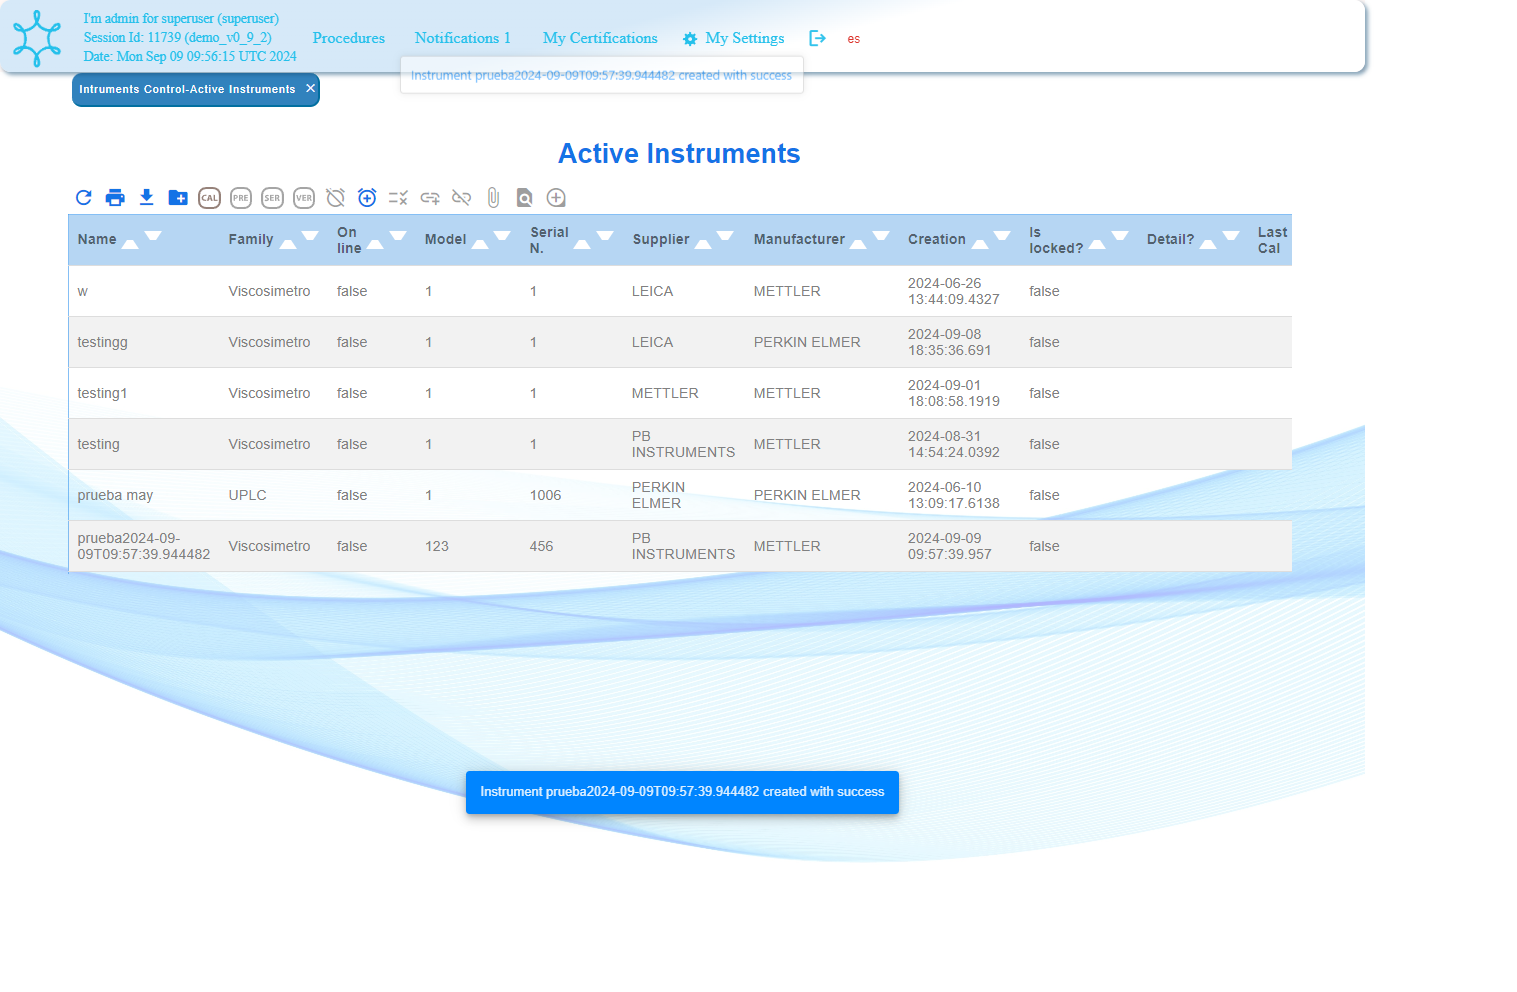 I'm admin for superuser (superuser)
Session Id: 11739 (demo_v0_9_2)
Date: Mon Sep 09 09:56:15 UTC 2024
Procedures
Notifications 1
My Certifications
My Settings
es
Instrument prueba2024-09-09T09:57:39.944482 created with success
Intruments Control-Active Instruments ✕
Active Instruments
CAL PRE SER VER
Name Family On line Model Serial N. Supplier Manufacturer Creation Is locked? Detail? Last Cal
w Viscosimetro false 1 1 LEICA METTLER 2024-06-26 13:44:09.4327 false
testingg Viscosimetro false 1 1 LEICA PERKIN ELMER 2024-09-08 18:35:36.691 false
testing1 Viscosimetro false 1 1 METTLER METTLER 2024-09-01 18:08:58.1919 false
testing Viscosimetro false 1 1 PB INSTRUMENTS METTLER 2024-08-31 14:54:24.0392 false
prueba may UPLC false 1 1006 PERKIN ELMER PERKIN ELMER 2024-06-10 13:09:17.6138 false
prueba2024-09-09T09:57:39.944482 Viscosimetro false 123 456 PB INSTRUMENTS METTLER 2024-09-09 09:57:39.957 false
Instrument prueba2024-09-09T09:57:39.944482 created with success